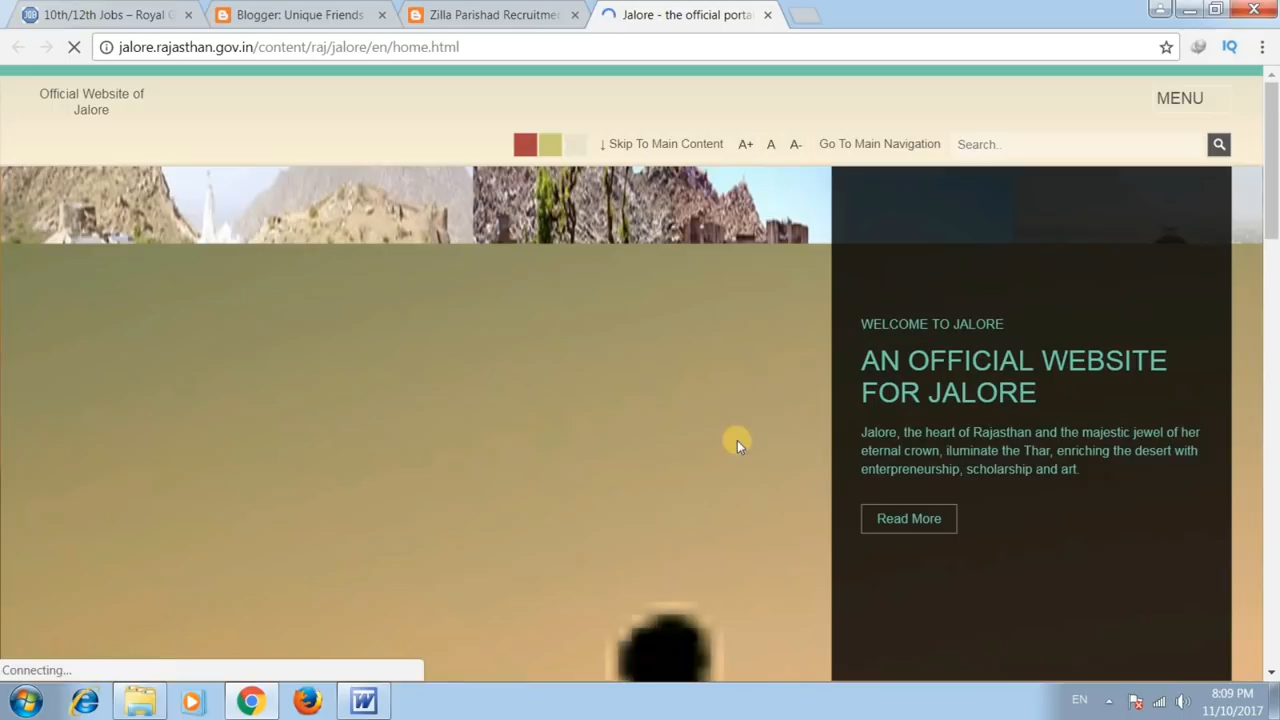 10th/12th Jobs – Royal G
Blogger: Unique Friends
Zilla Parishad Recruitme
Jalore - the official porta
jalore.rajasthan.gov.in/content/raj/jalore/en/home.html
IQ
Official Website of
Jalore
MENU
↓ Skip To Main Content
A+
A
A-
Go To Main Navigation
Search..
WELCOME TO JALORE
AN OFFICIAL WEBSITE
FOR JALORE
Jalore, the heart of Rajasthan and the majestic jewel of her
eternal crown, iluminate the Thar, enriching the desert with
enterpreneurship, scholarship and art.
Read More
Connecting...
EN
8:09 PM
11/10/2017